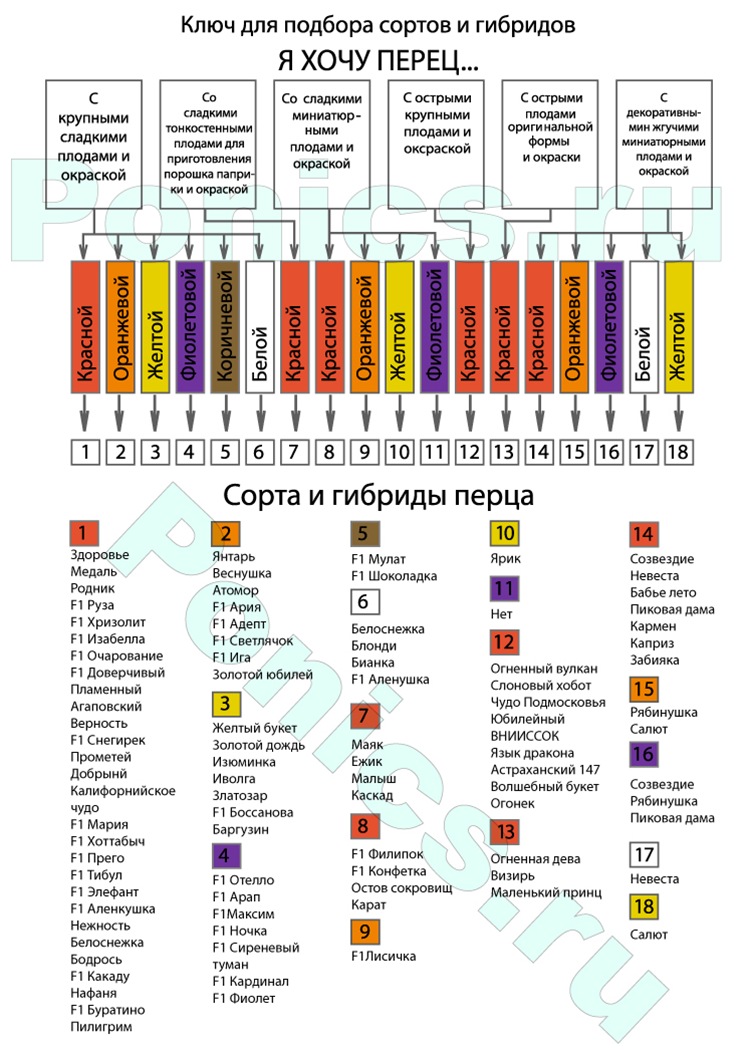 Ключ для подбора сортов и гибридов
Я ХОЧУ ПЕРЕЦ...
С
крупными
сладкими
плодами и
окраской
Со
сладкими
тонкостенными
плодами для
приготовления
порошка папри-
ки и окраской
Со сладкими
миниатюр-
ными
плодами и
окраской
С острыми
крупными
плодами и
оксраской
С острыми
плодами
оригинальной
формы
и окраски
С
декоративны-
мин жгучими
миниатюрными
плодами и
окраской
Красной
Оранжевой
Желтой
Фиолетовой
Коричневой
Белой
Красной
Красной
Оранжевой
Желтой
Фиолетовой
Красной
Красной
Красной
Оранжевой
Фиолетовой
Белой
Желтой
1 2 3 4 5 6 7 8 9 10 11 12 13 14 15 16 17 18
Сорта и гибриды перца
1
Здоровье
Медаль
Родник
F1 Руза
F1 Хризолит
F1 Изабелла
F1 Очарование
F1 Доверчивый
Пламенный
Агаповский
Верность
F1 Снегирек
Прометей
Добрынй
Калифорнийское
чудо
F1 Мария
F1 Хоттабыч
F1 Прего
F1 Тибул
F1 Элефант
F1 Аленкушка
Нежность
Белоснежка
Бодрось
F1 Какаду
Нафаня
F1 Буратино
Пилигрим
2
Янтарь
Веснушка
Атомор
F1 Ария
F1 Адепт
F1 Светлячок
F1 Ига
Золотой юбилей
3
Желтый букет
Золотой дождь
Изюминка
Иволга
Златозар
F1 Боссанова
Баргузин
4
F1 Отелло
F1 Арап
F1Максим
F1 Ночка
F1 Сиреневый
туман
F1 Кардинал
F1 Фиолет
5
F1 Мулат
F1 Шоколадка
6
Белоснежка
Блонди
Бианка
F1 Аленушка
7
Маяк
Ежик
Малыш
Каскад
8
F1 Филипок
F1 Конфетка
Остов сокровищ
Карат
9
F1Лисичка
10
Ярик
11
Нет
12
Огненный вулкан
Слоновый хобот
Чудо Подмосковья
Юбилейный
ВНИИССОК
Язык дракона
Астраханский 147
Волшебный букет
Огонек
13
Огненная дева
Визирь
Маленький принц
14
Созвездие
Невеста
Бабье лето
Пиковая дама
Кармен
Каприз
Забияка
15
Рябинушка
Салют
16
Созвездие
Рябинушка
Пиковая дама
17
Невеста
18
Салют
Ponics.ru
Ponics.ru